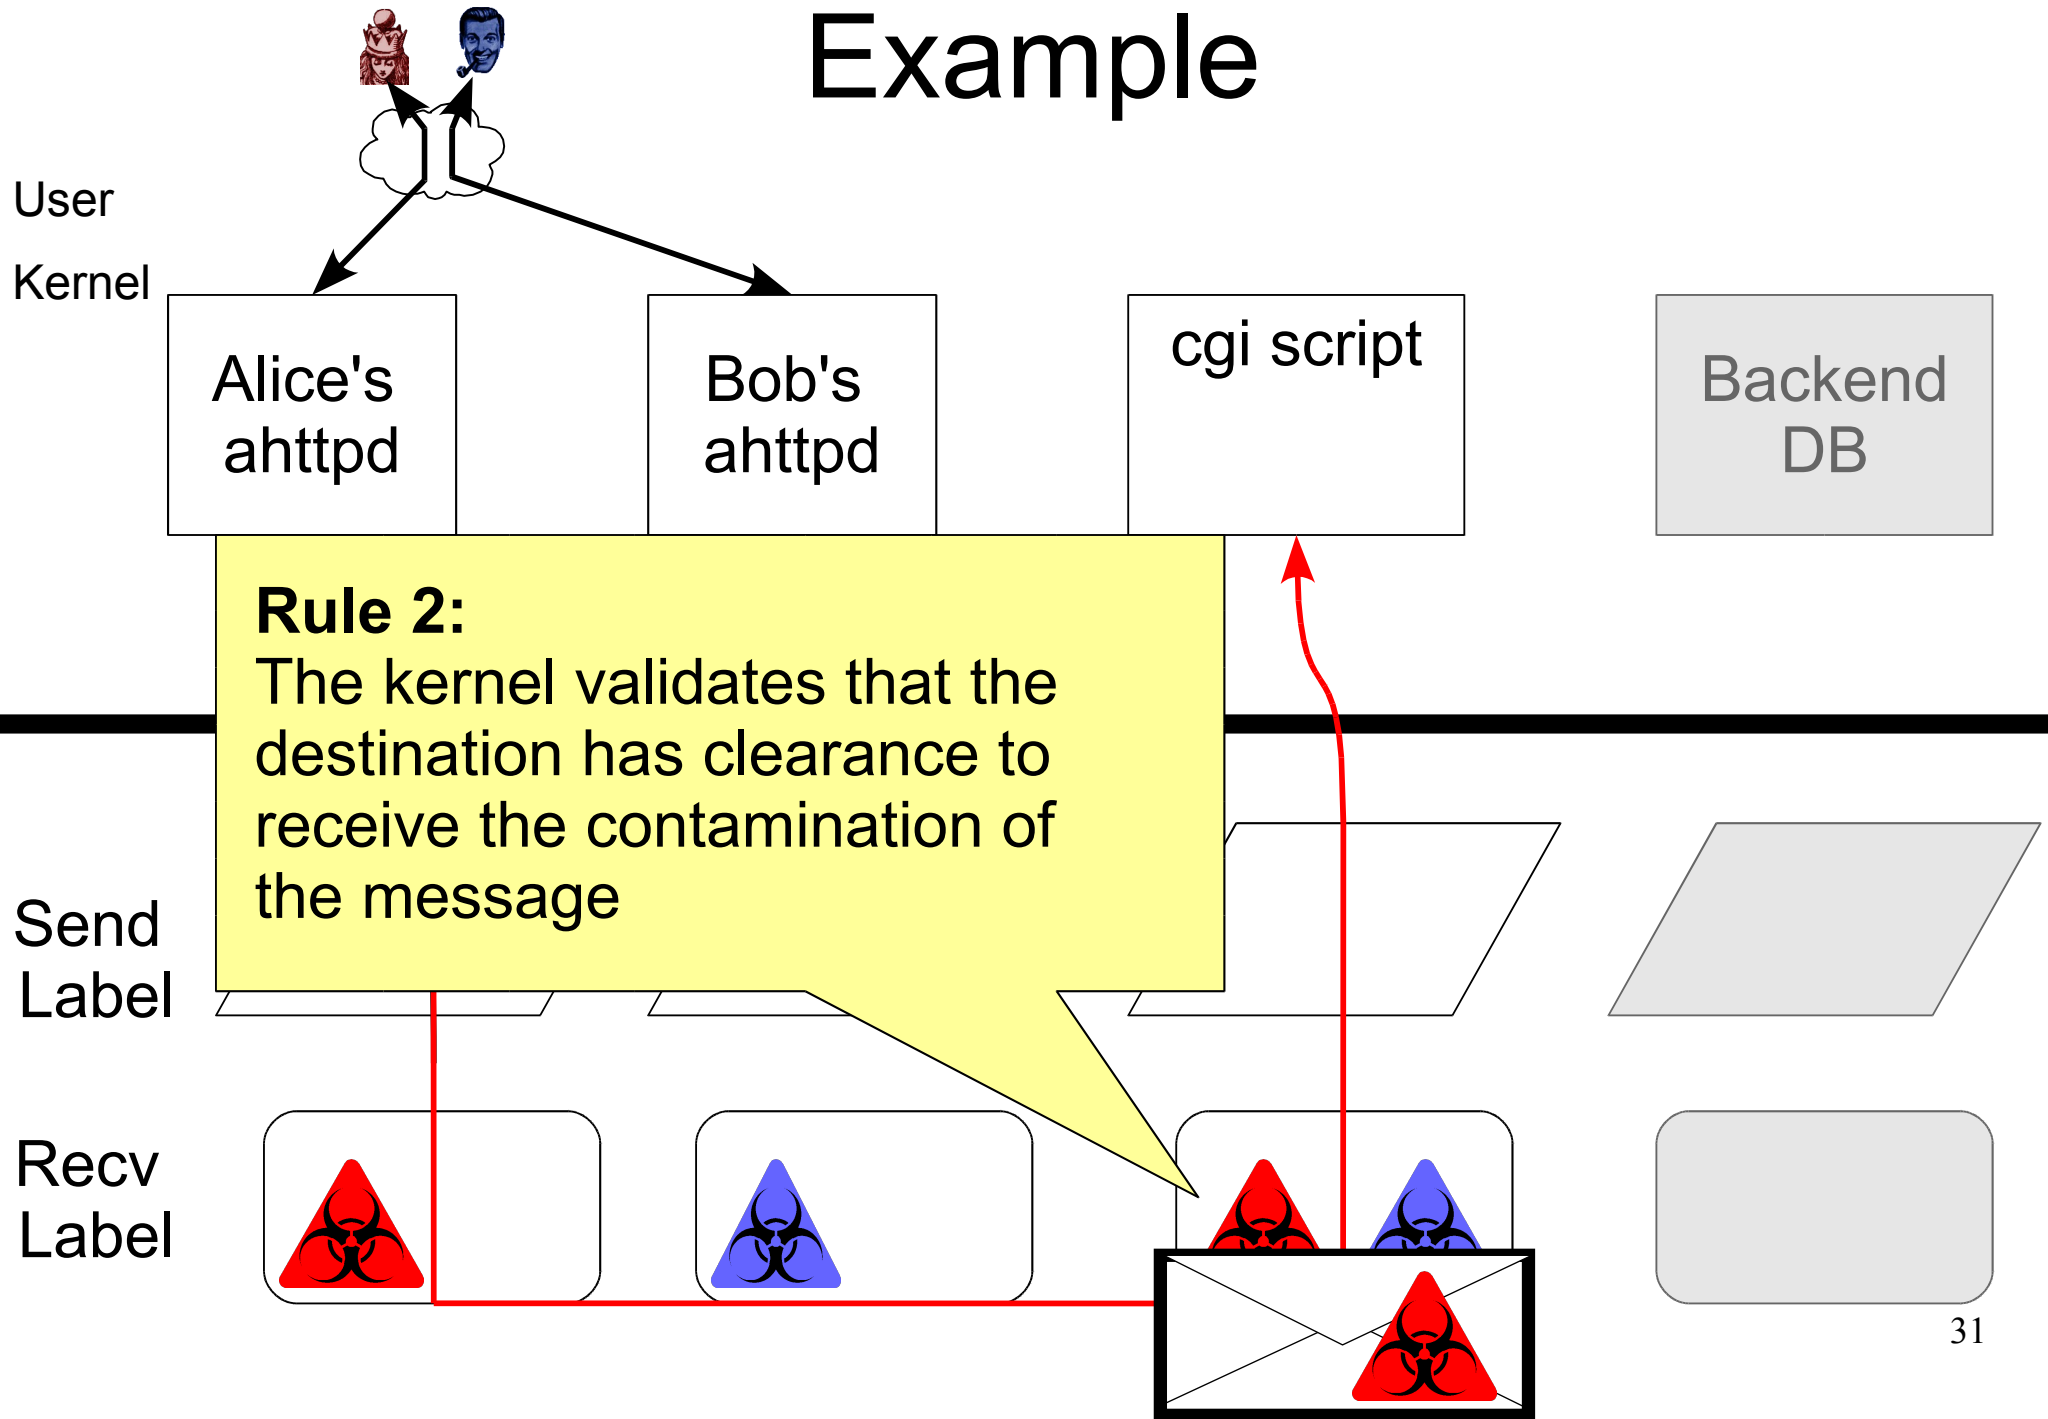 Example
User
Kernel
Alice's
ahttpd
Bob's
ahttpd
cgi script
Backend
DB
Rule 2:
The kernel validates that the
destination has clearance to
receive the contamination of
the message
Send
Label
Recv
Label
31